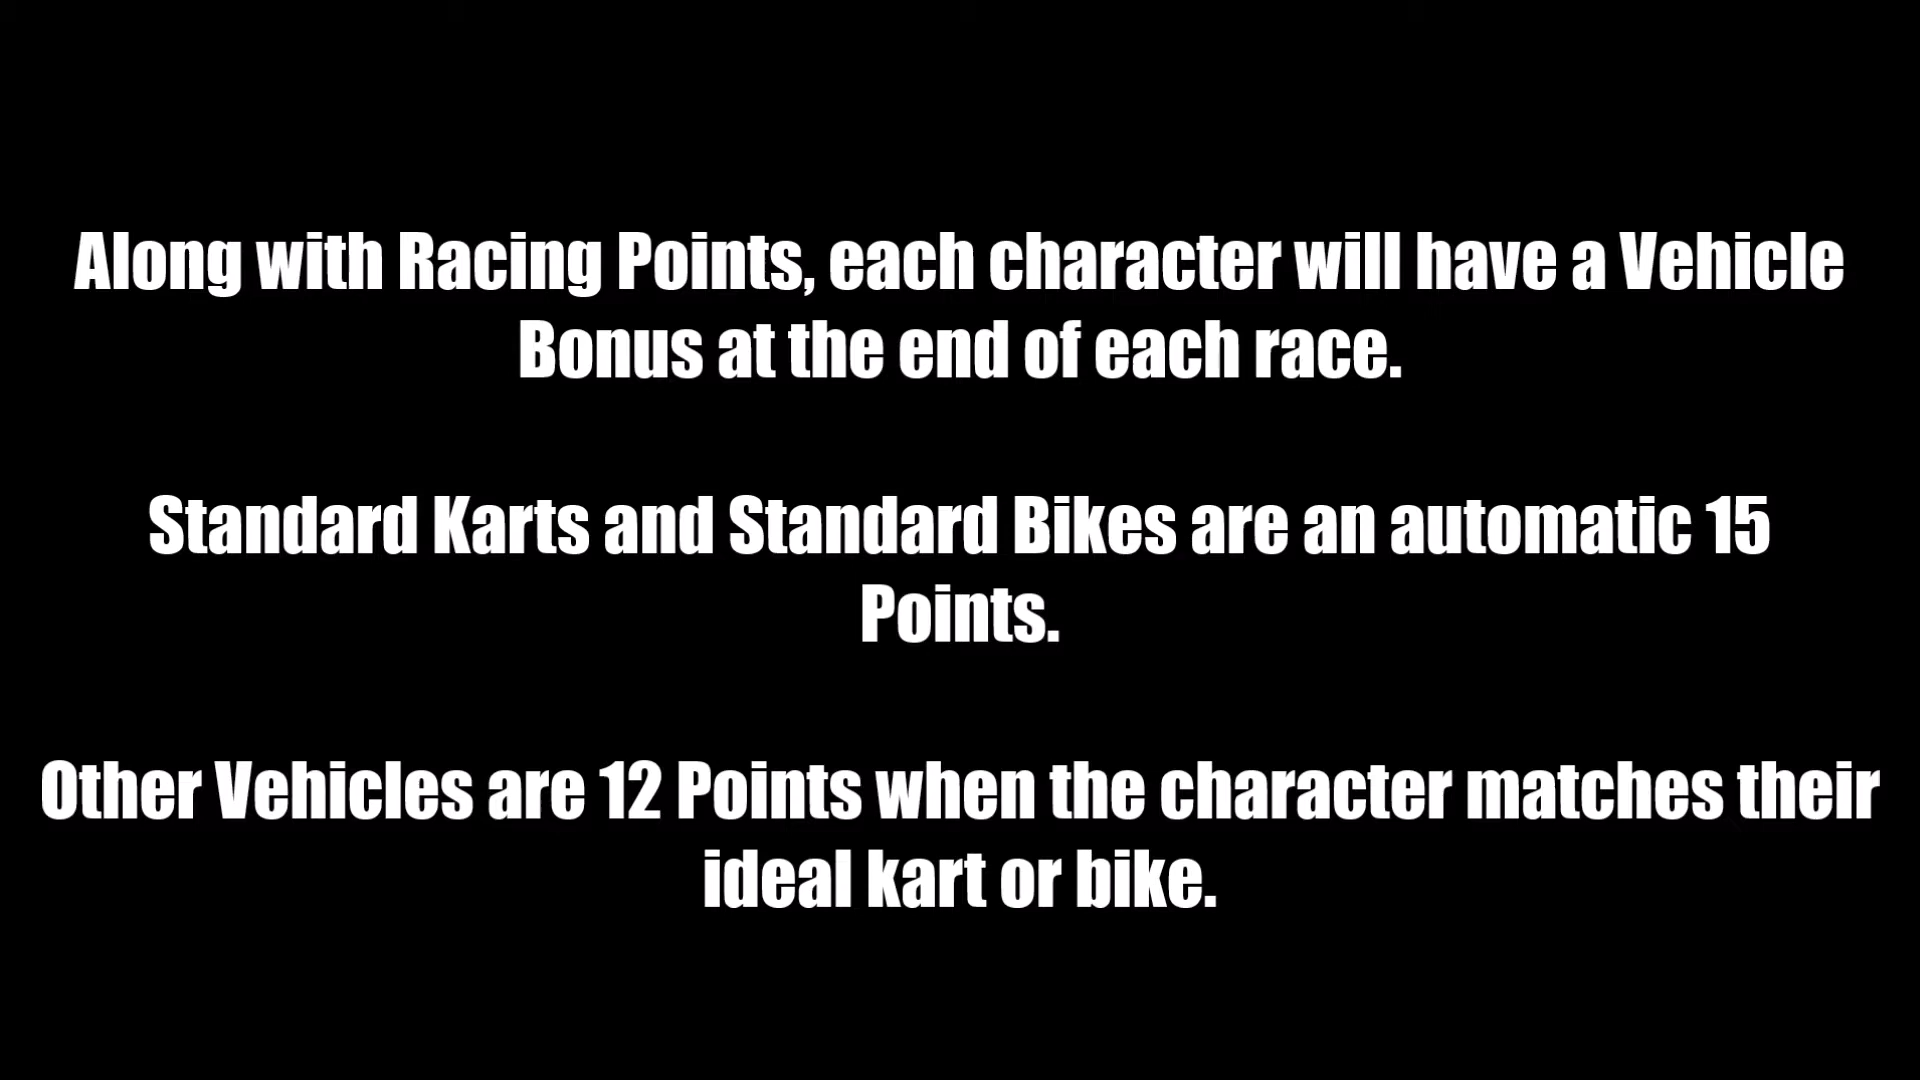 Along with Racing Points, each character will have a Vehicle
Bonus at the end of each race.
Standard Karts and Standard Bikes are an automatic 15
Points.
Other Vehicles are 12 Points when the character matches their
ideal kart or bike.